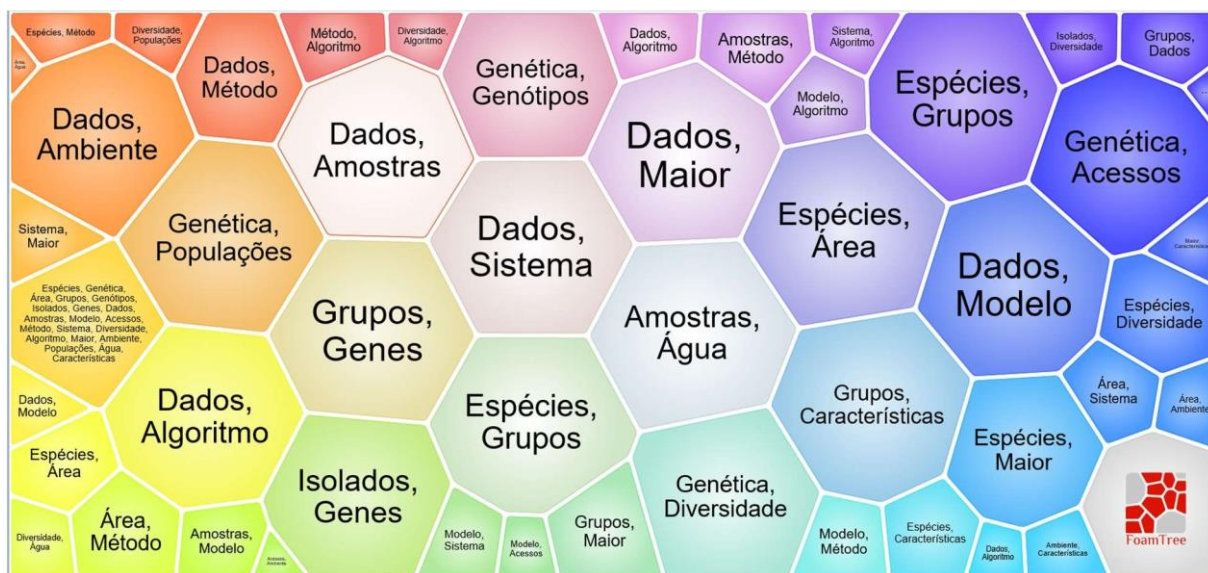 Espécies, Método
Diversidade,
Populações
Dados,
Método
Método,
Algoritmo
Diversidade,
Algoritmo
Genética,
Genótipos
Dados,
Algoritmo
Amostras,
Método
Sistema,
Algoritmo
Modelo,
Algoritmo
Espécies,
Grupos
Isolados,
Diversidade
Grupos,
Dados
Dados,
Ambiente
Dados,
Amostras
Dados,
Maior
Genética,
Acessos
Genética,
Populações
Dados,
Sistema
Espécies,
Área
Sistema,
Maior
Maior,
Características
Dados,
Modelo
Espécies, Genética,
Área, Grupos, Genótipos,
Isolados, Genes, Dados,
Amostras, Modelo, Acessos,
Método, Sistema, Diversidade,
Algoritmo, Maior, Ambiente,
Populações, Água,
Características
Grupos,
Genes
Amostras,
Água
Espécies,
Diversidade
Dados,
Modelo
Dados,
Algoritmo
Espécies,
Grupos
Grupos,
Características
Área,
Sistema
Área,
Ambiente
Espécies,
Área
Espécies,
Maior
Isolados,
Genes
Genética,
Diversidade
Diversidade,
Água
Área,
Método
Amostras,
Modelo
Modelo,
Sistema
Modelo,
Acessos
Grupos,
Maior
Modelo,
Método
Espécies,
Características
Dados,
Algoritmo
Ambiente,
Características
FoamTree